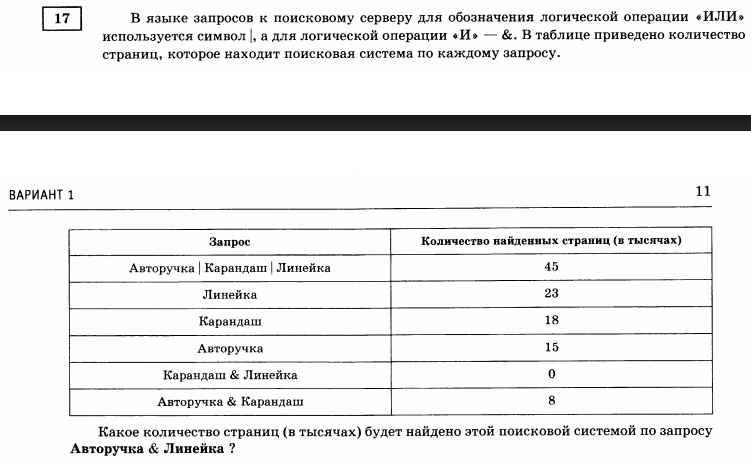 17 В языке запросов к поисковому серверу для обозначения логической операции «ИЛИ»
используется символ |, а для логической операции «И» — &. В таблице приведено количество
страниц, которое находит поисковая система по каждому запросу.
ВАРИАНТ 1 11
Запрос Количество найденных страниц (в тысячах)
Авторучка | Карандаш | Линейка 45
Линейка 23
Карандаш 18
Авторучка 15
Карандаш & Линейка 0
Авторучка & Карандаш 8
Какое количество страниц (в тысячах) будет найдено этой поисковой системой по запросу
Авторучка & Линейка ?